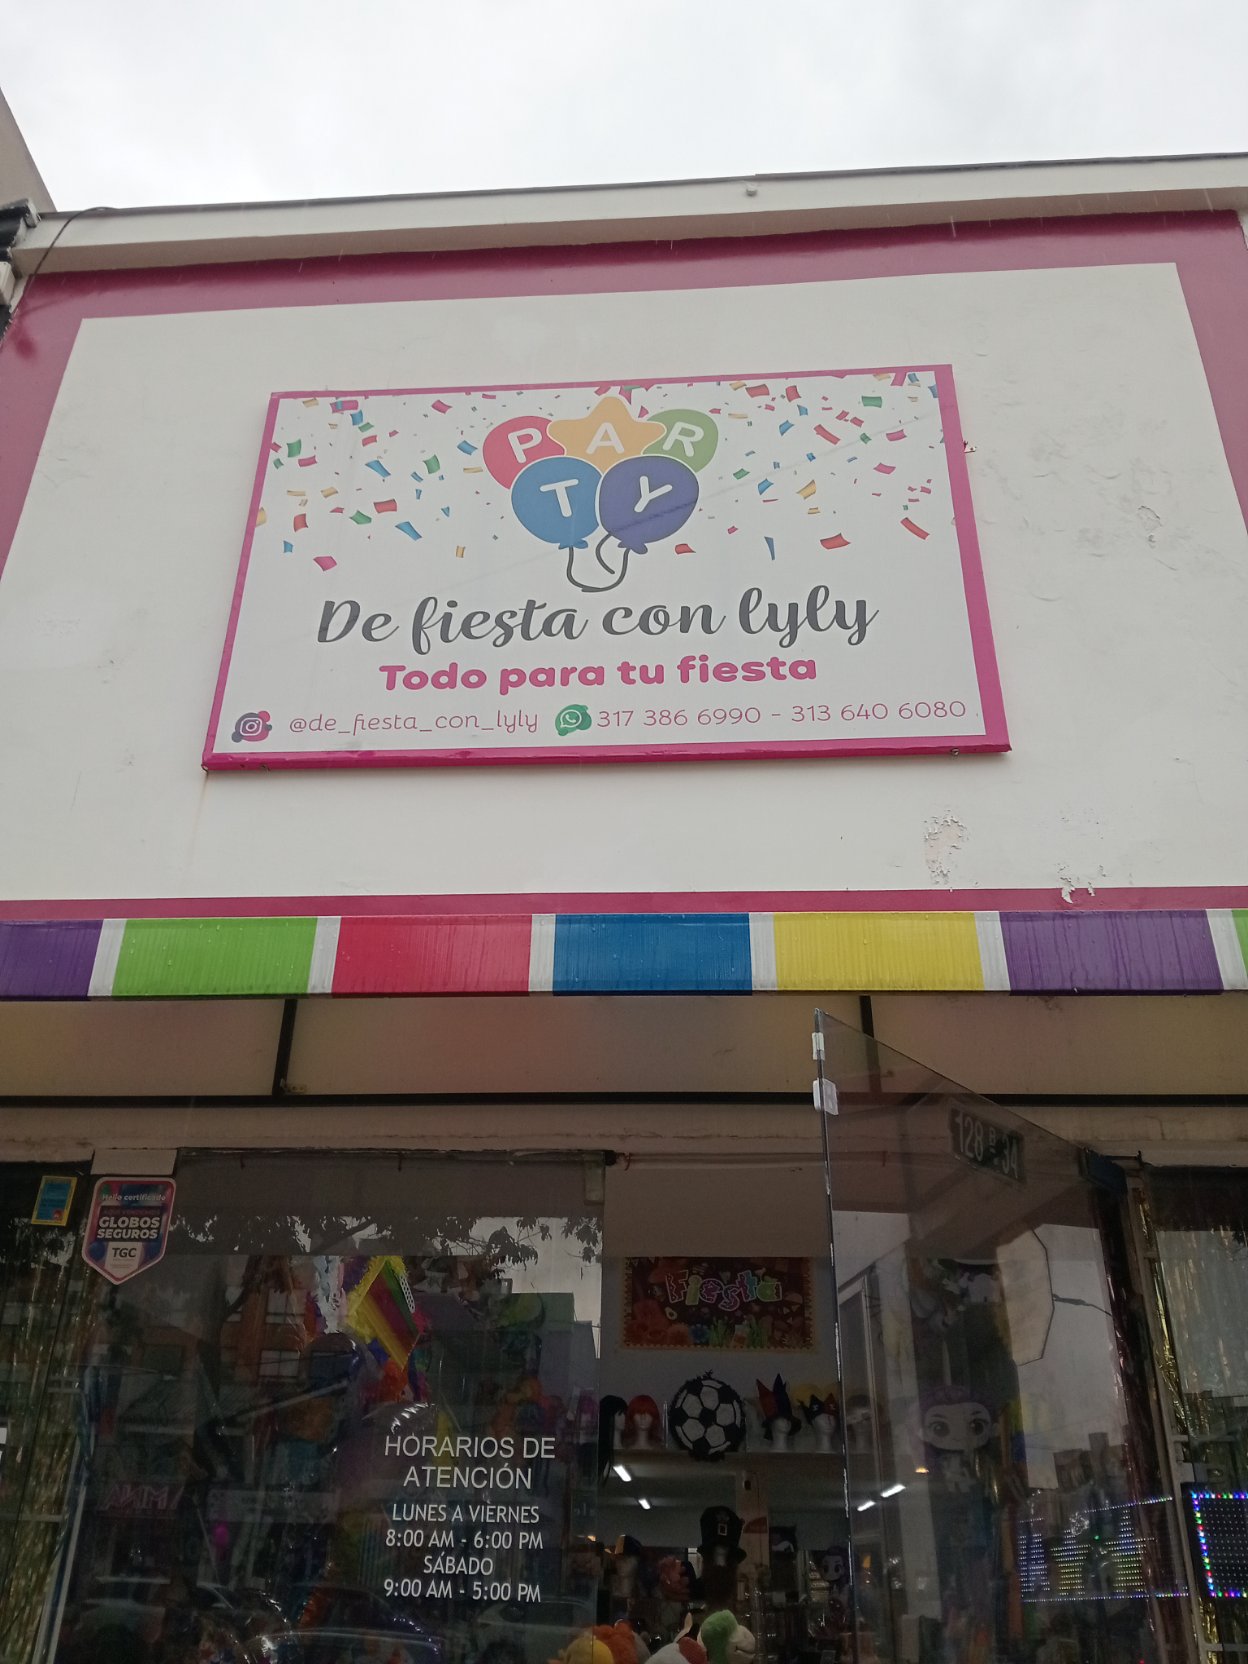 PAR
TY
De fiesta con lyly
Todo para tu fiesta
@de_fiesta_con_lyly 317 386 6990 - 313 640 6080
128 B - 34
Hello certificado
GLOBOS
SEGUROS
TGC
Fiesta
HORARIOS DE
ATENCIÓN
LUNES A VIERNES
8:00 AM - 6:00 PM
SÁBADO
9:00 AM - 5:00 PM